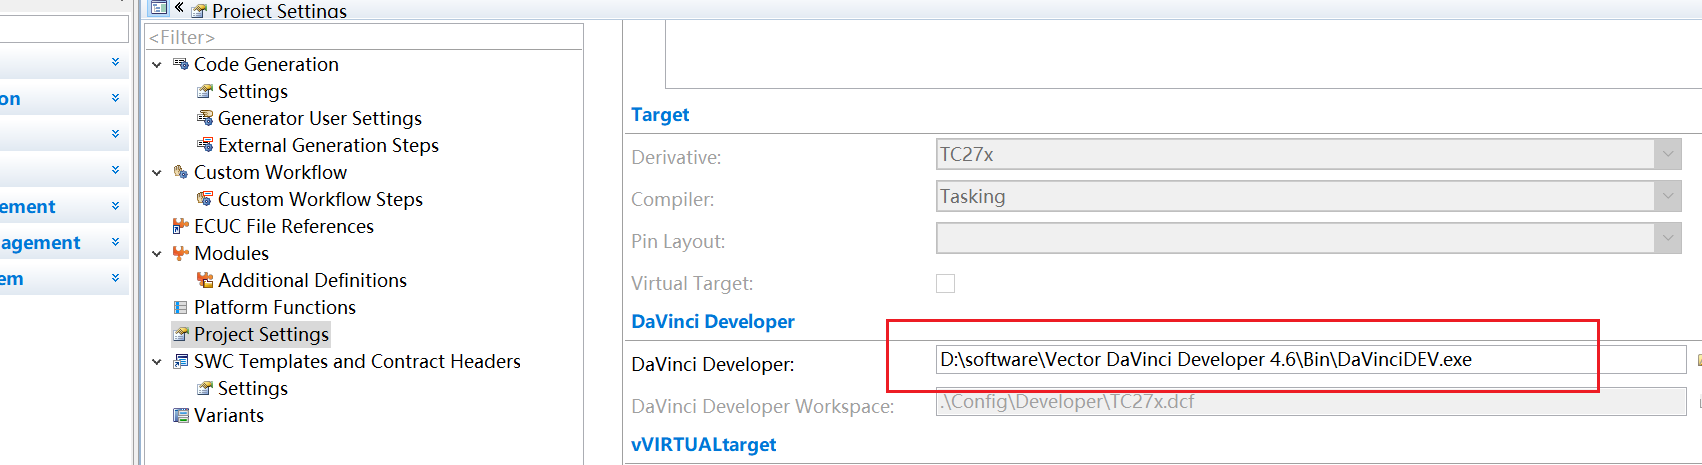 Project Settings
<Filter>
Code Generation
Settings
Generator User Settings
External Generation Steps
Custom Workflow
Custom Workflow Steps
ECUC File References
Modules
Additional Definitions
Platform Functions
Project Settings
SWC Templates and Contract Headers
Settings
Variants
on
ement
agement
em
Target
Derivative:
TC27x
Compiler:
Tasking
Pin Layout:
Virtual Target:
DaVinci Developer
DaVinci Developer:
D:\software\Vector DaVinci Developer 4.6\Bin\DaVinciDEV.exe
DaVinci Developer Workspace:
.\Config\Developer\TC27x.dcf
vVIRTUALtarget